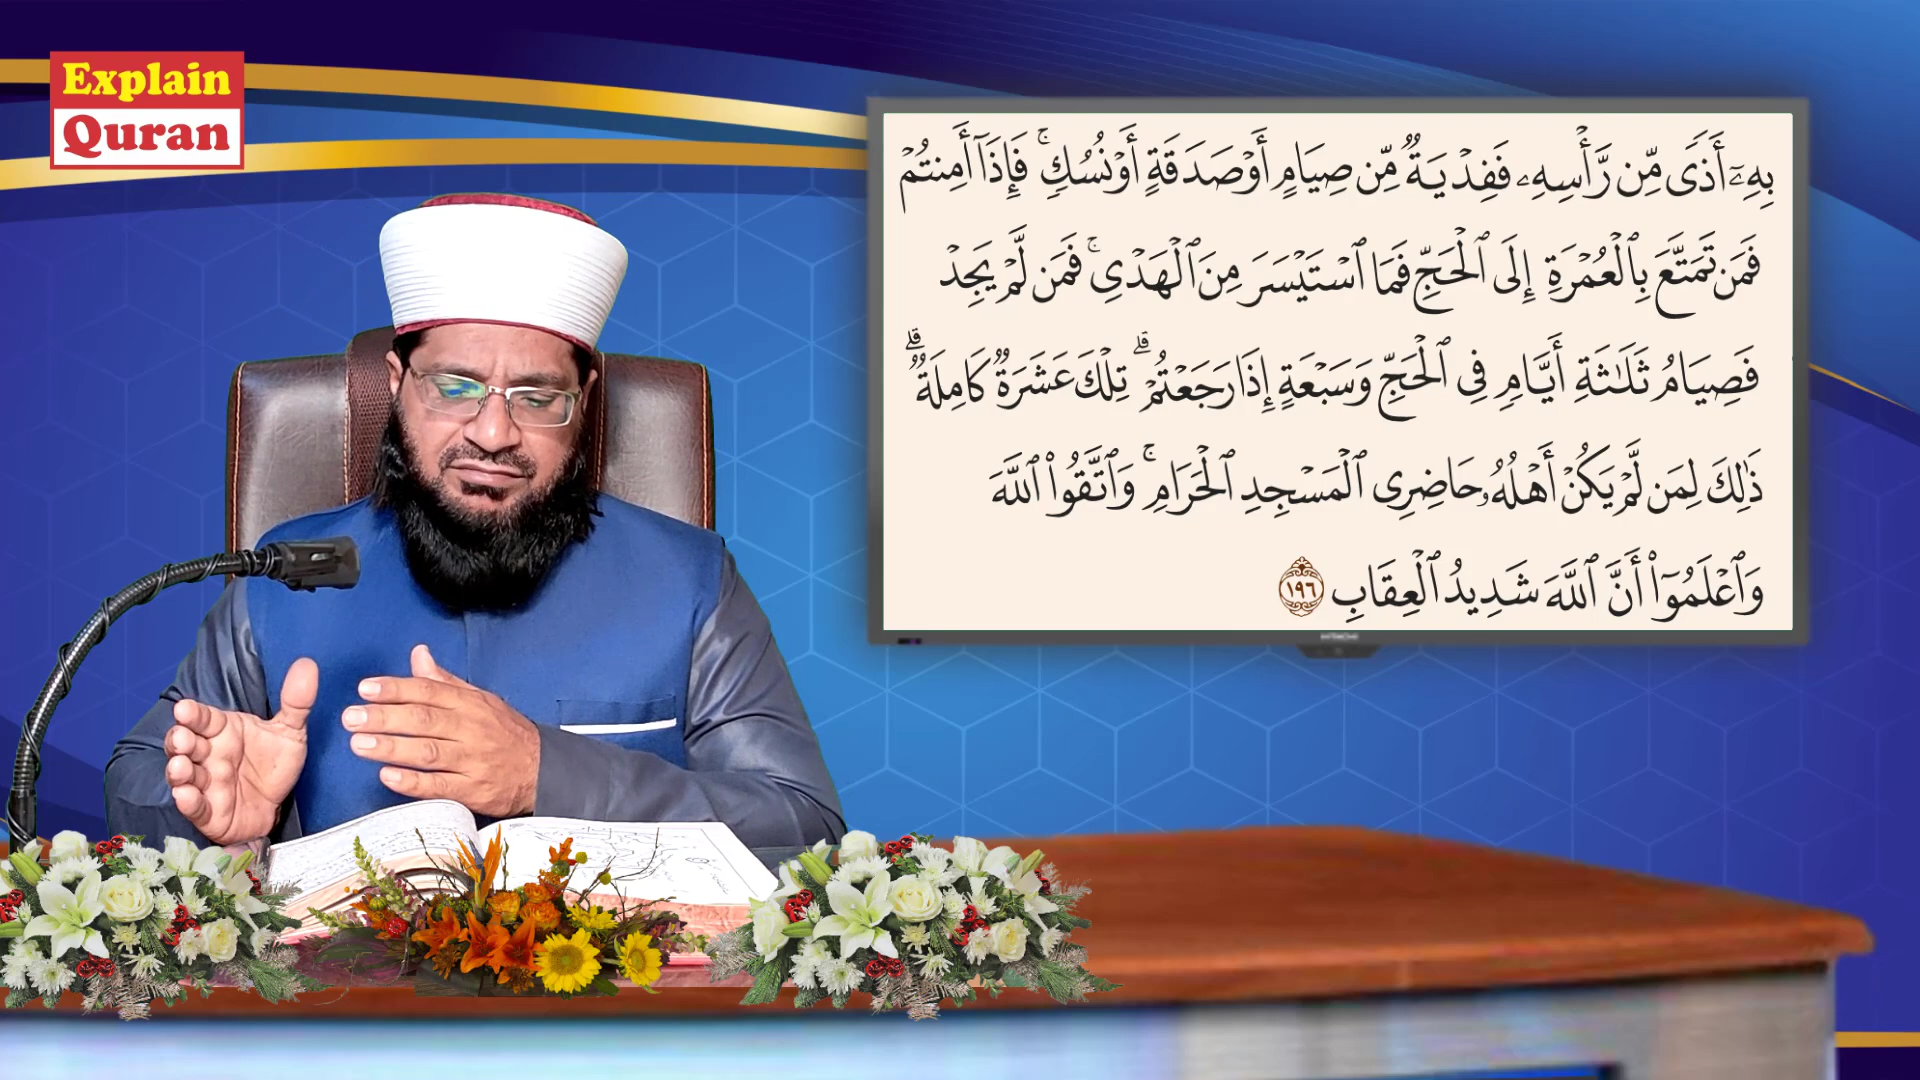 Explain
Quran
بِهِۦٓ أَذًى مِّن رَّأْسِهِۦ فَفِدْيَةٌ مِّن صِيَامٍ أَوْ صَدَقَةٍ أَوْ نُسُكٍ ۚ فَإِذَآ أَمِنتُمْ
فَمَن تَمَتَّعَ بِٱلْعُمْرَةِ إِلَى ٱلْحَجِّ فَمَا ٱسْتَيْسَرَ مِنَ ٱلْهَدْىِ ۚ فَمَن لَّمْ يَجِدْ
فَصِيَامُ ثَلَـٰثَةِ أَيَّامٍ فِى ٱلْحَجِّ وَسَبْعَةٍ إِذَا رَجَعْتُمْ ۗ تِلْكَ عَشَرَةٌ كَامِلَةٌ ۗ
ذَٰلِكَ لِمَن لَّمْ يَكُنْ أَهْلُهُۥ حَاضِرِى ٱلْمَسْجِدِ ٱلْحَرَامِ ۚ وَٱتَّقُوا۟ ٱللَّهَ
وَٱعْلَمُوٓا۟ أَنَّ ٱللَّهَ شَدِيدُ ٱلْعِقَابِ ١٩٦
HITACHI